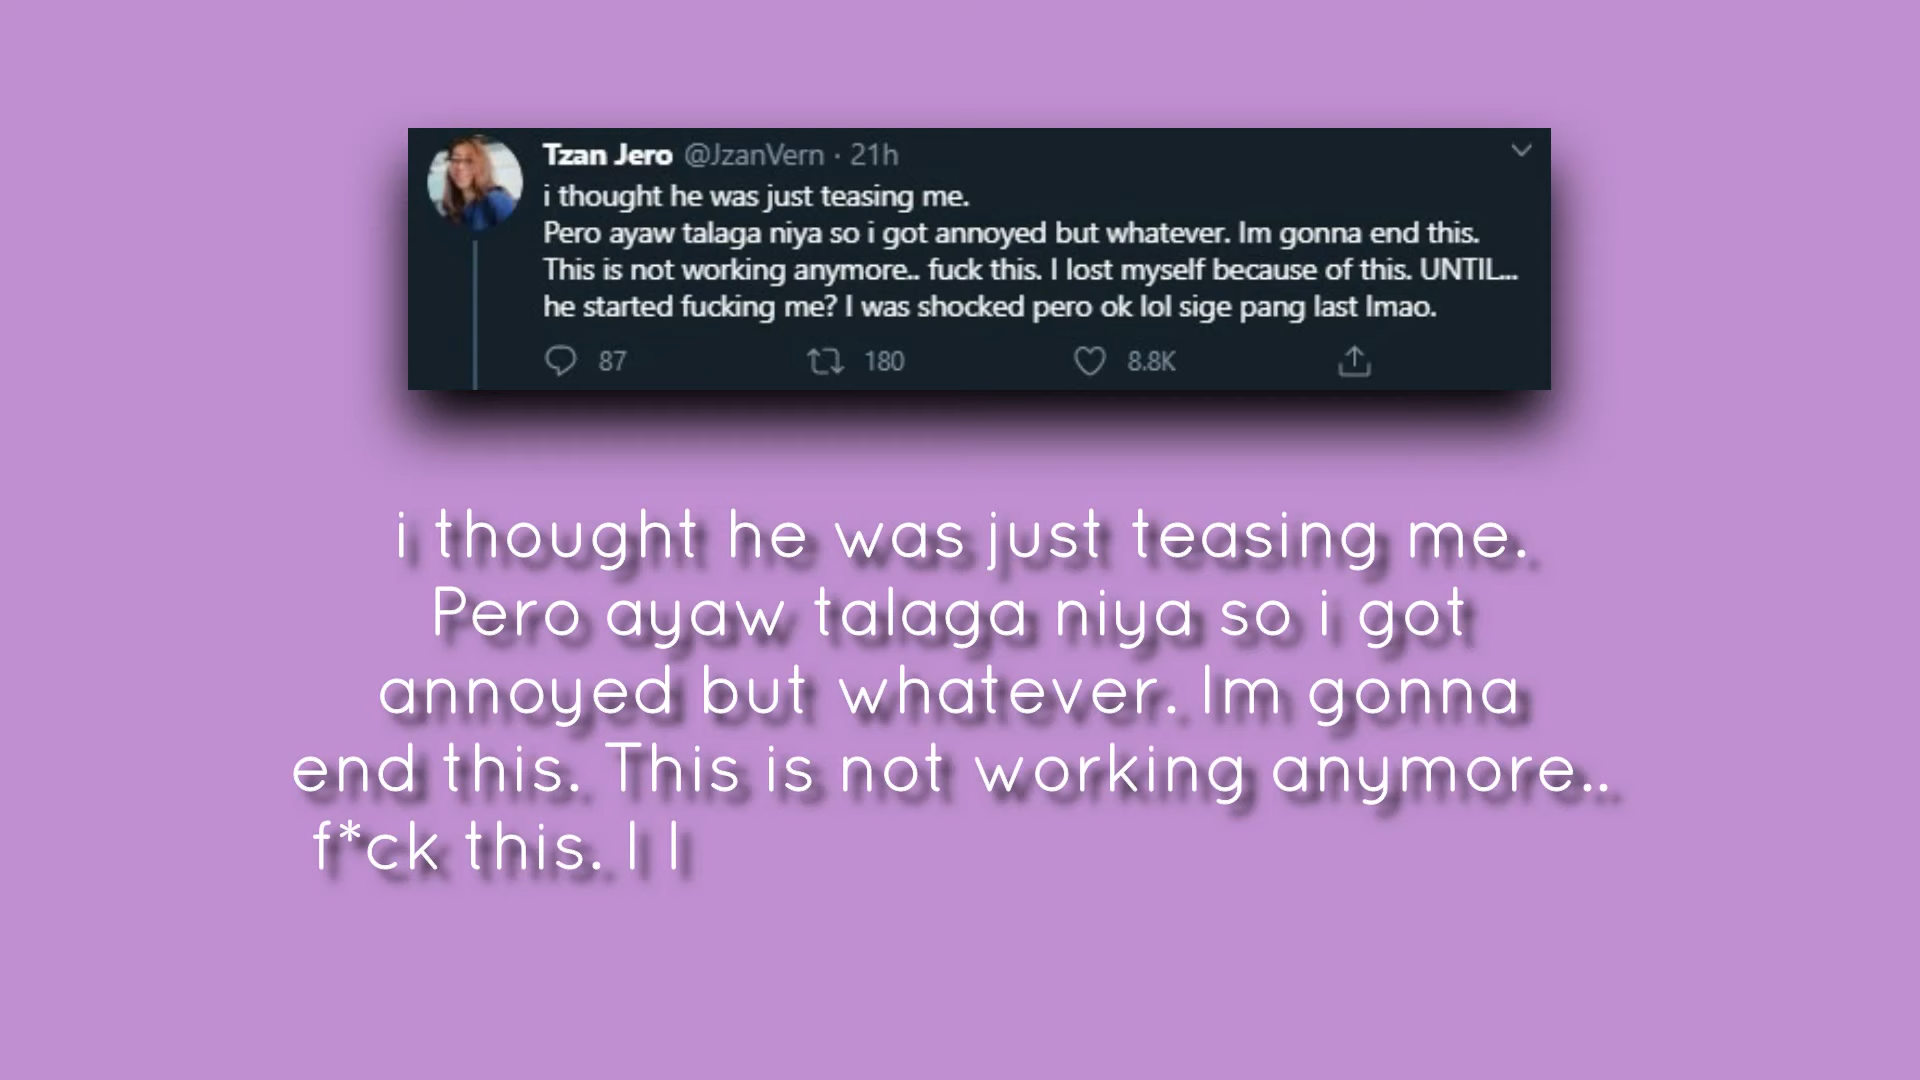 Tzan Jero @JzanVern · 21h
i thought he was just teasing me.
Pero ayaw talaga niya so i got annoyed but whatever. Im gonna end this.
This is not working anymore.. fuck this. I lost myself because of this. UNTIL...
he started fucking me? I was shocked pero ok lol sige pang last lmao.
87 180 8.8K
i thought he was just teasing me.
Pero ayaw talaga niya so i got
annoyed but whatever. Im gonna
end this. This is not working anymore..
f*ck this. I l